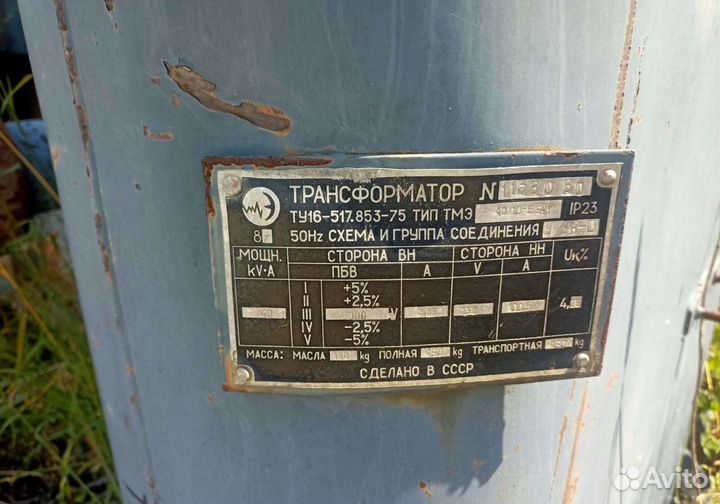 ТРАНСФОРМАТОР №
ТУ16-517.853-75 ТИП ТМЭ IP23
50Hz СХЕМА И ГРУППА СОЕДИНЕНИЯ
МОЩН. СТОРОНА ВН СТОРОНА НН Uк%
kV·A ПБВ A V A
I +5%
II +2,5%
40 III 6000 V
IV -2,5%
V -5%
МАССА: МАСЛА kg ПОЛНАЯ kg ТРАНСПОРТНАЯ kg
СДЕЛАНО В СССР
Avito